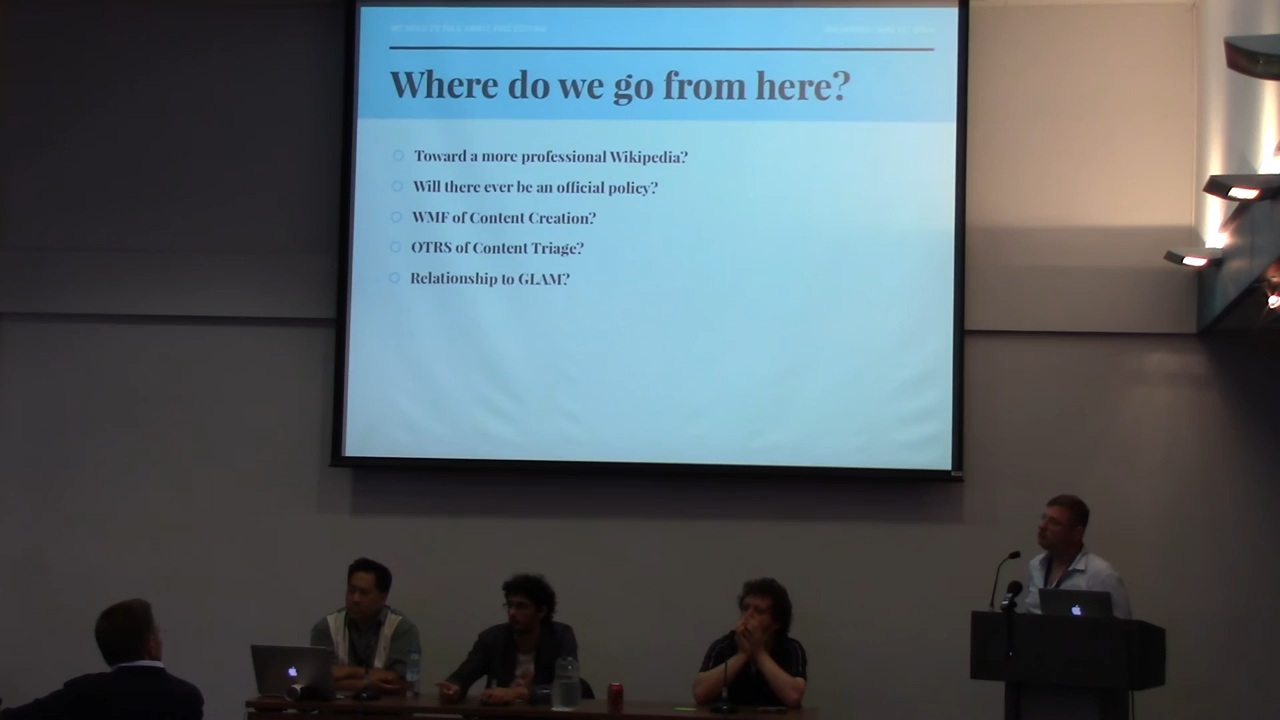 Where do we go from here?
Toward a more professional Wikipedia?
Will there ever be an official policy?
WMF of Content Creation?
OTRS of Content Triage?
Relationship to GLAM?